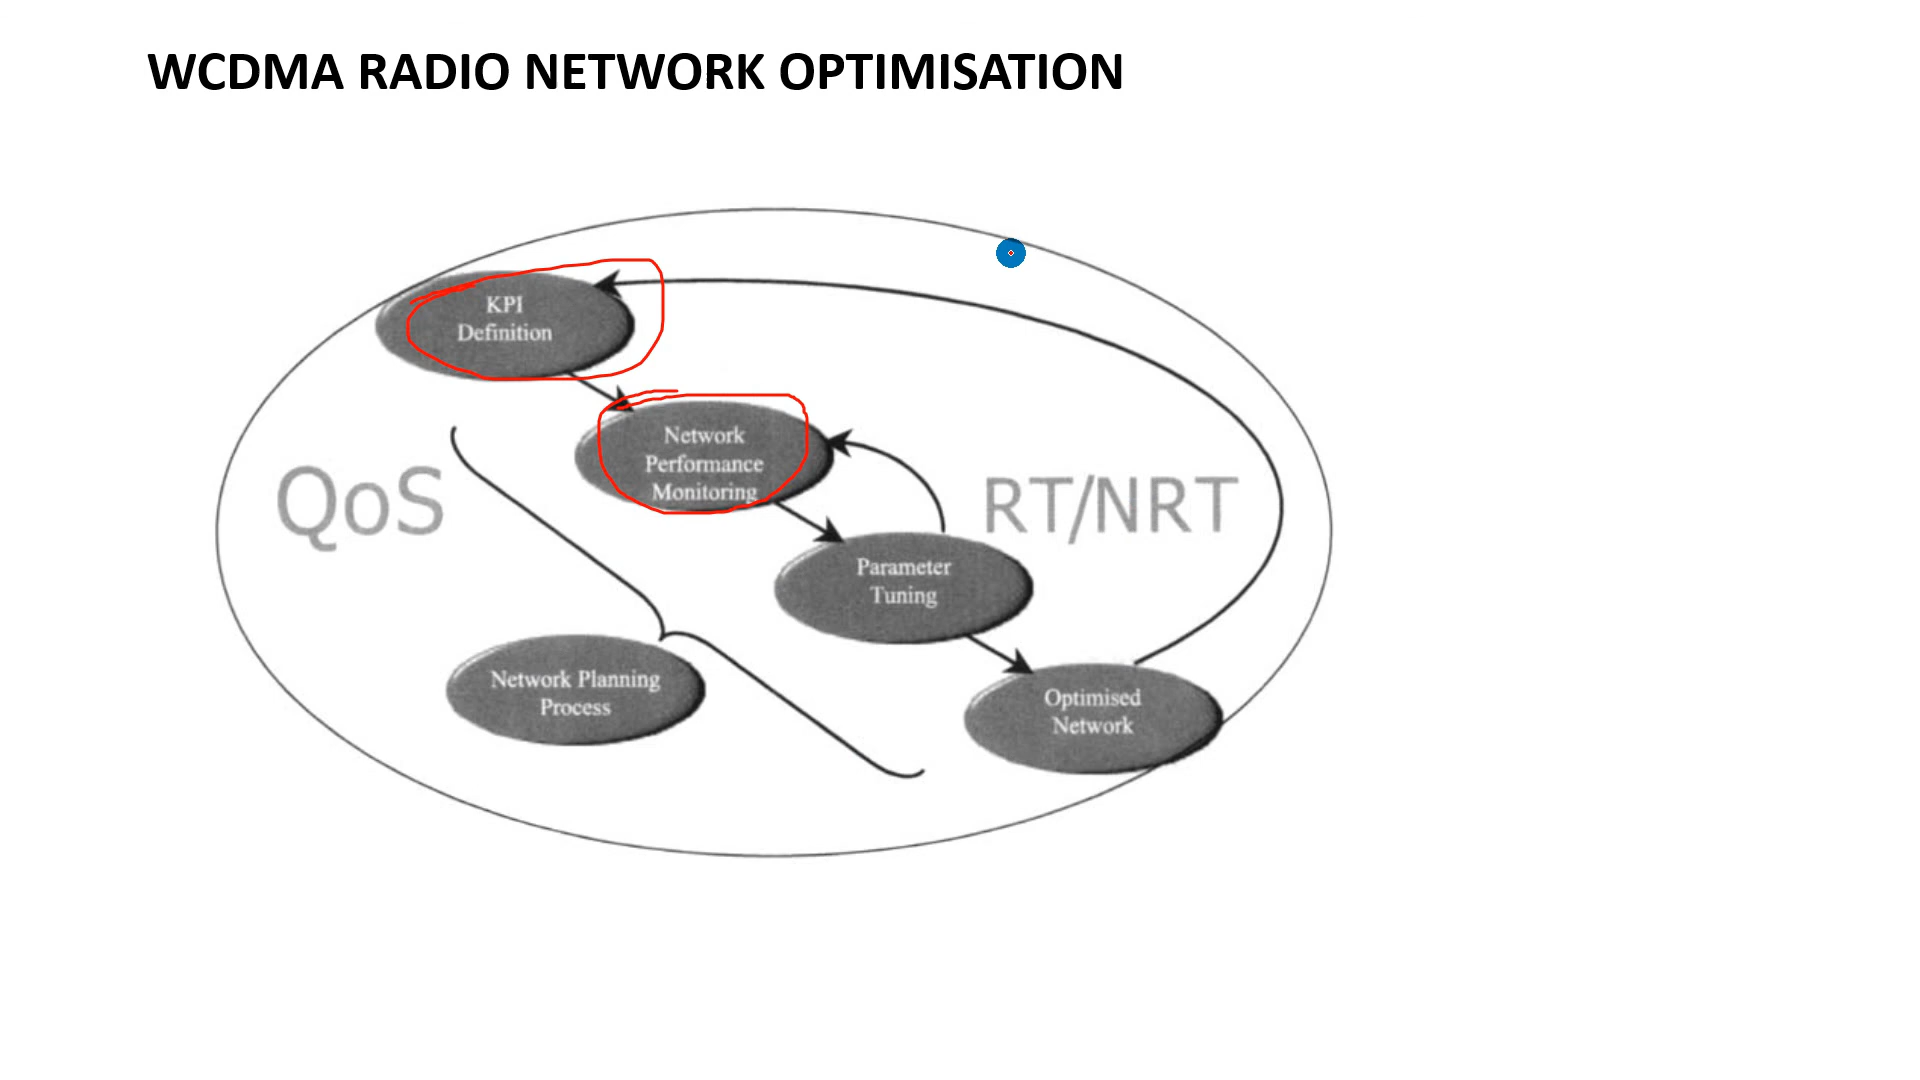 WCDMA RADIO NETWORK OPTIMISATION
KPI
Definition
Network
Performance
Monitoring
QoS
RT/NRT
Parameter
Tuning
Network Planning
Process
Optimised
Network